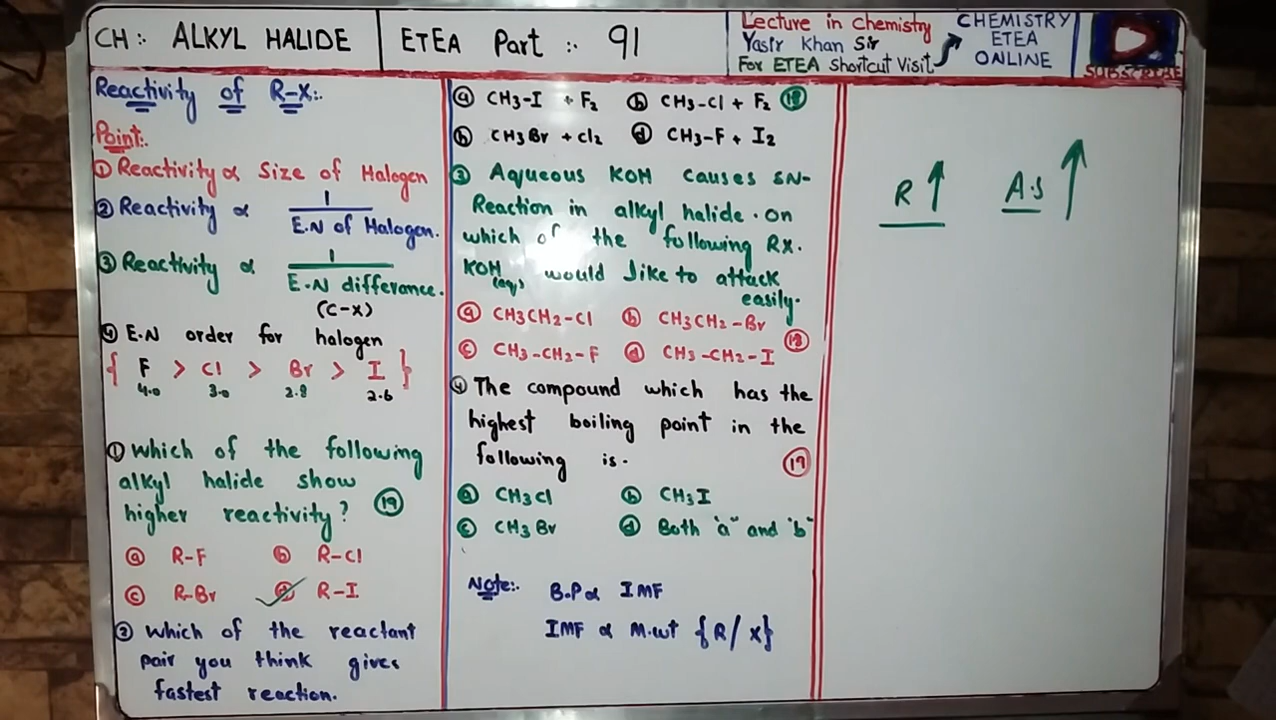 CH:- ALKYL HALIDE
ETEA Part :- 91
Lecture in Chemistry
Yasir Khan Sir
For ETEA Shortcut Visit
CHEMISTRY
ETEA
ONLINE
SUBSCRIBE
Reactivity of R-X:-
Point:-
① Reactivity ∝ Size of Halogen
② Reactivity ∝ 1 / E.N of Halogen.
③ Reactivity ∝ 1 / E.N differance.
(C-X)
④ E.N order for halogen
{ F > Cl > Br > I }
4.0 3.0 2.8 2.6
① Which of the following
alkyl halide show
higher reactivity? ⑲
ⓐ R-F ⓑ R-Cl
ⓒ R-Br ⓓ R-I
② Which of the reactant
pair you think gives
fastest reaction.
ⓐ CH3-I + F2 ⓑ CH3-Cl + F2 ⑱
ⓑ CH3Br + Cl2 ⓓ CH3-F + I2
③ Aqueous KOH causes SN-
Reaction in alkyl halide. on
which of the following RX.
KOH(aq) would like to attack
easily.
ⓐ CH3CH2-Cl ⓑ CH3CH2-Br
ⓒ CH3-CH2-F ⓓ CH3-CH2-I ⑱
④ The compound which has the
highest boiling point in the
following is. ⑰
ⓐ CH3Cl ⓑ CH3I
ⓒ CH3Br ⓓ Both "a" and "b"
Note:- B.P ∝ IMF
IMF ∝ M.wt {R/X}
R ↑ A.S ↑